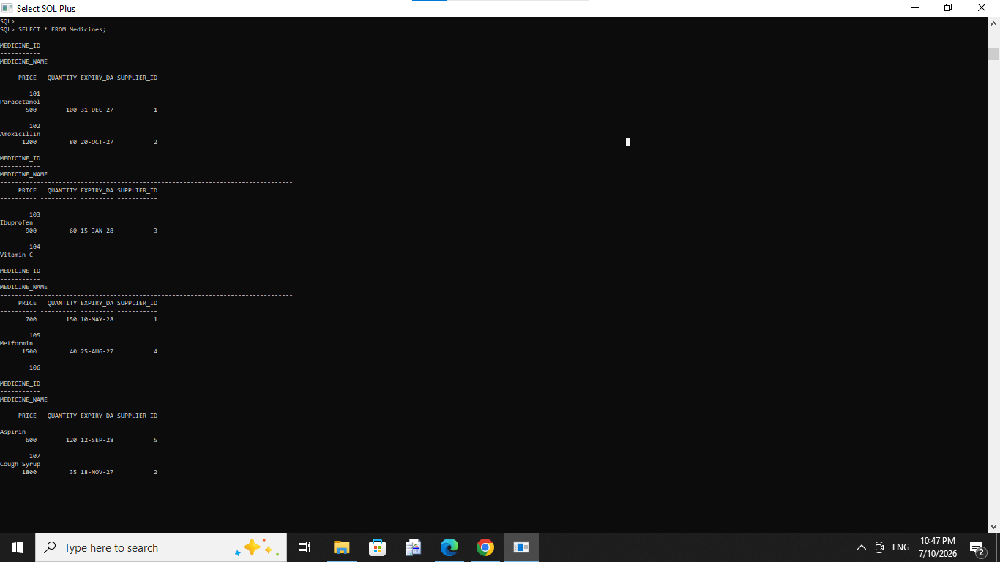 Select SQL Plus
SQL>
SQL> SELECT * FROM Medicines;
MEDICINE_ID
-----------
MEDICINE_NAME
--------------------------------------------------------------------------------
     PRICE   QUANTITY EXPIRY_DA SUPPLIER_ID
---------- ---------- --------- -----------
        101
Paracetamol
       500        100 31-DEC-27           1
        102
Amoxicillin
      1200         80 20-OCT-27           2
MEDICINE_ID
-----------
MEDICINE_NAME
--------------------------------------------------------------------------------
     PRICE   QUANTITY EXPIRY_DA SUPPLIER_ID
---------- ---------- --------- -----------
        103
Ibuprofen
       900         60 15-JAN-28           3
        104
Vitamin C
MEDICINE_ID
-----------
MEDICINE_NAME
--------------------------------------------------------------------------------
     PRICE   QUANTITY EXPIRY_DA SUPPLIER_ID
---------- ---------- --------- -----------
       700        150 10-MAY-28           1
        105
Metformin
      1500         40 25-AUG-27           4
        106
MEDICINE_ID
-----------
MEDICINE_NAME
--------------------------------------------------------------------------------
     PRICE   QUANTITY EXPIRY_DA SUPPLIER_ID
---------- ---------- --------- -----------
Aspirin
       600        120 12-SEP-28           5
        107
Cough Syrup
      1800         35 18-NOV-27           2
Type here to search
ENG
10:47 PM
7/10/2026
2